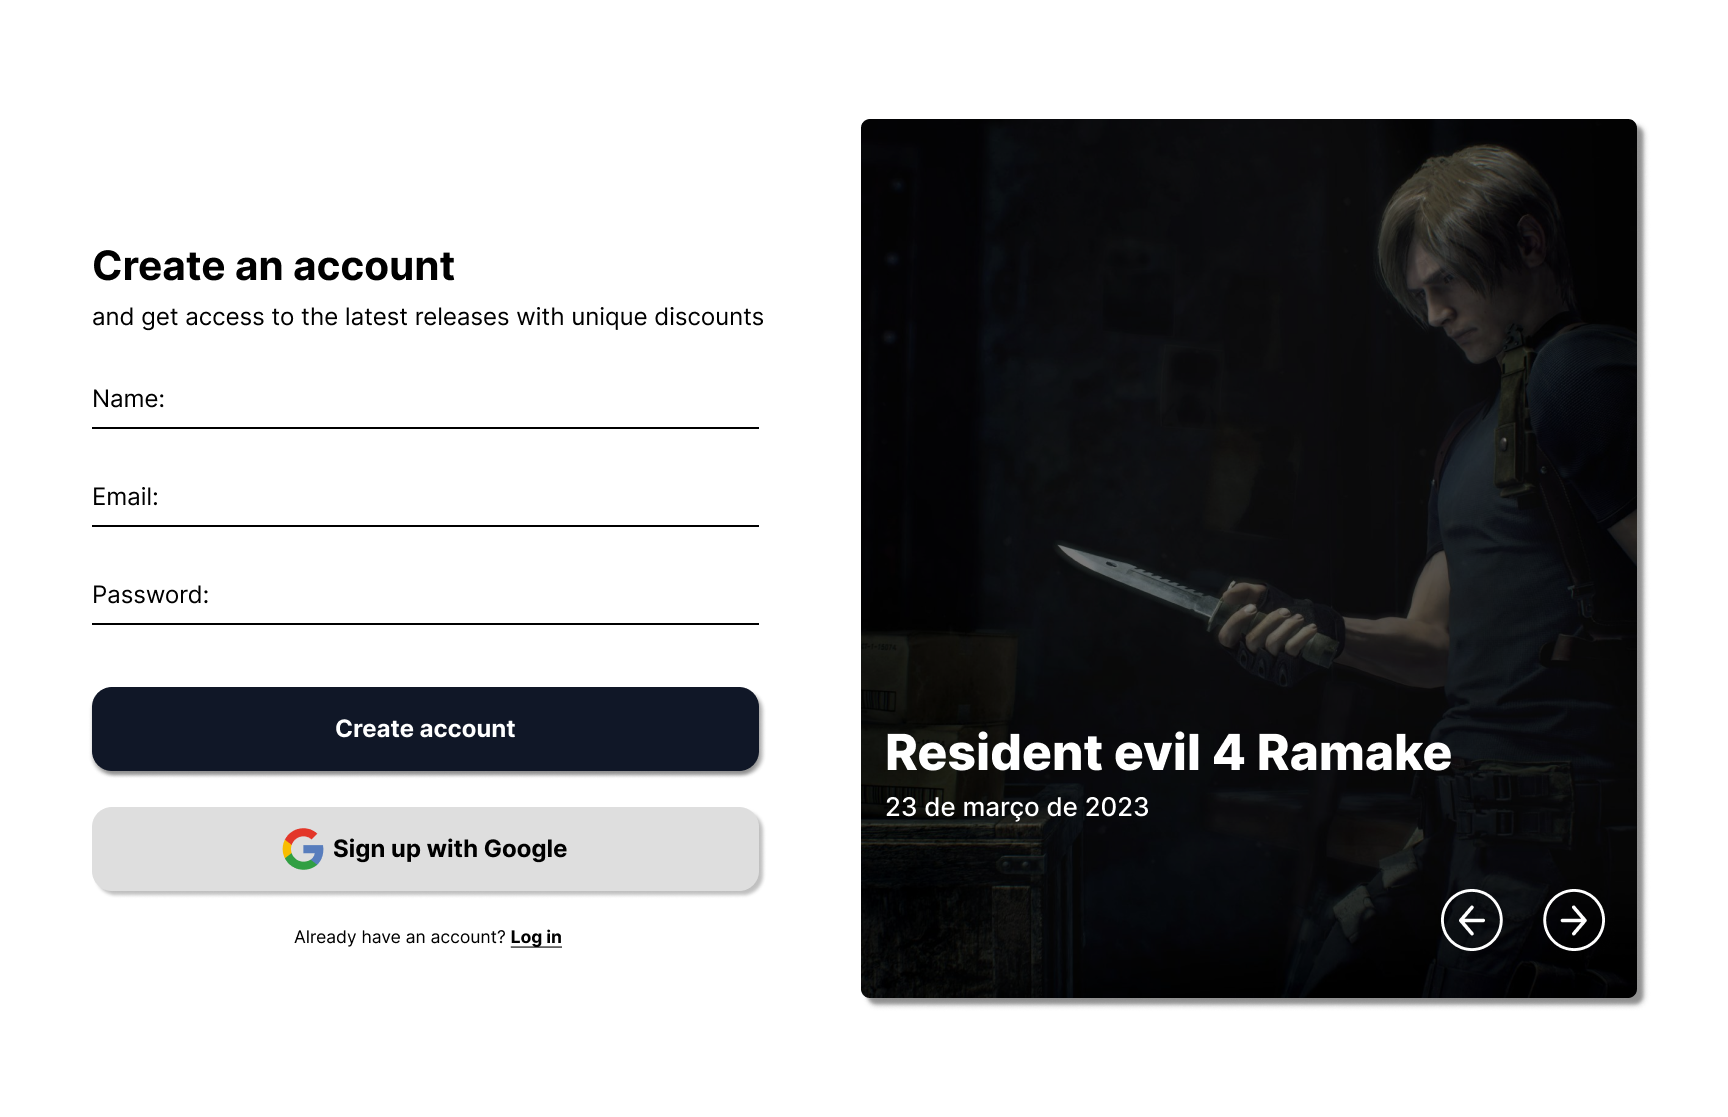 Create an account
and get access to the latest releases with unique discounts
Name:
Email:
Password:
Create account
Sign up with Google
Already have an account? Log in
Resident evil 4 Ramake
23 de março de 2023